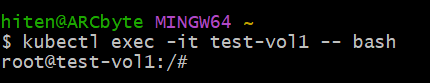 hiten@ARCbyte MINGW64 ~
$ kubectl exec -it test-vol1 -- bash
root@test-vol1:/#